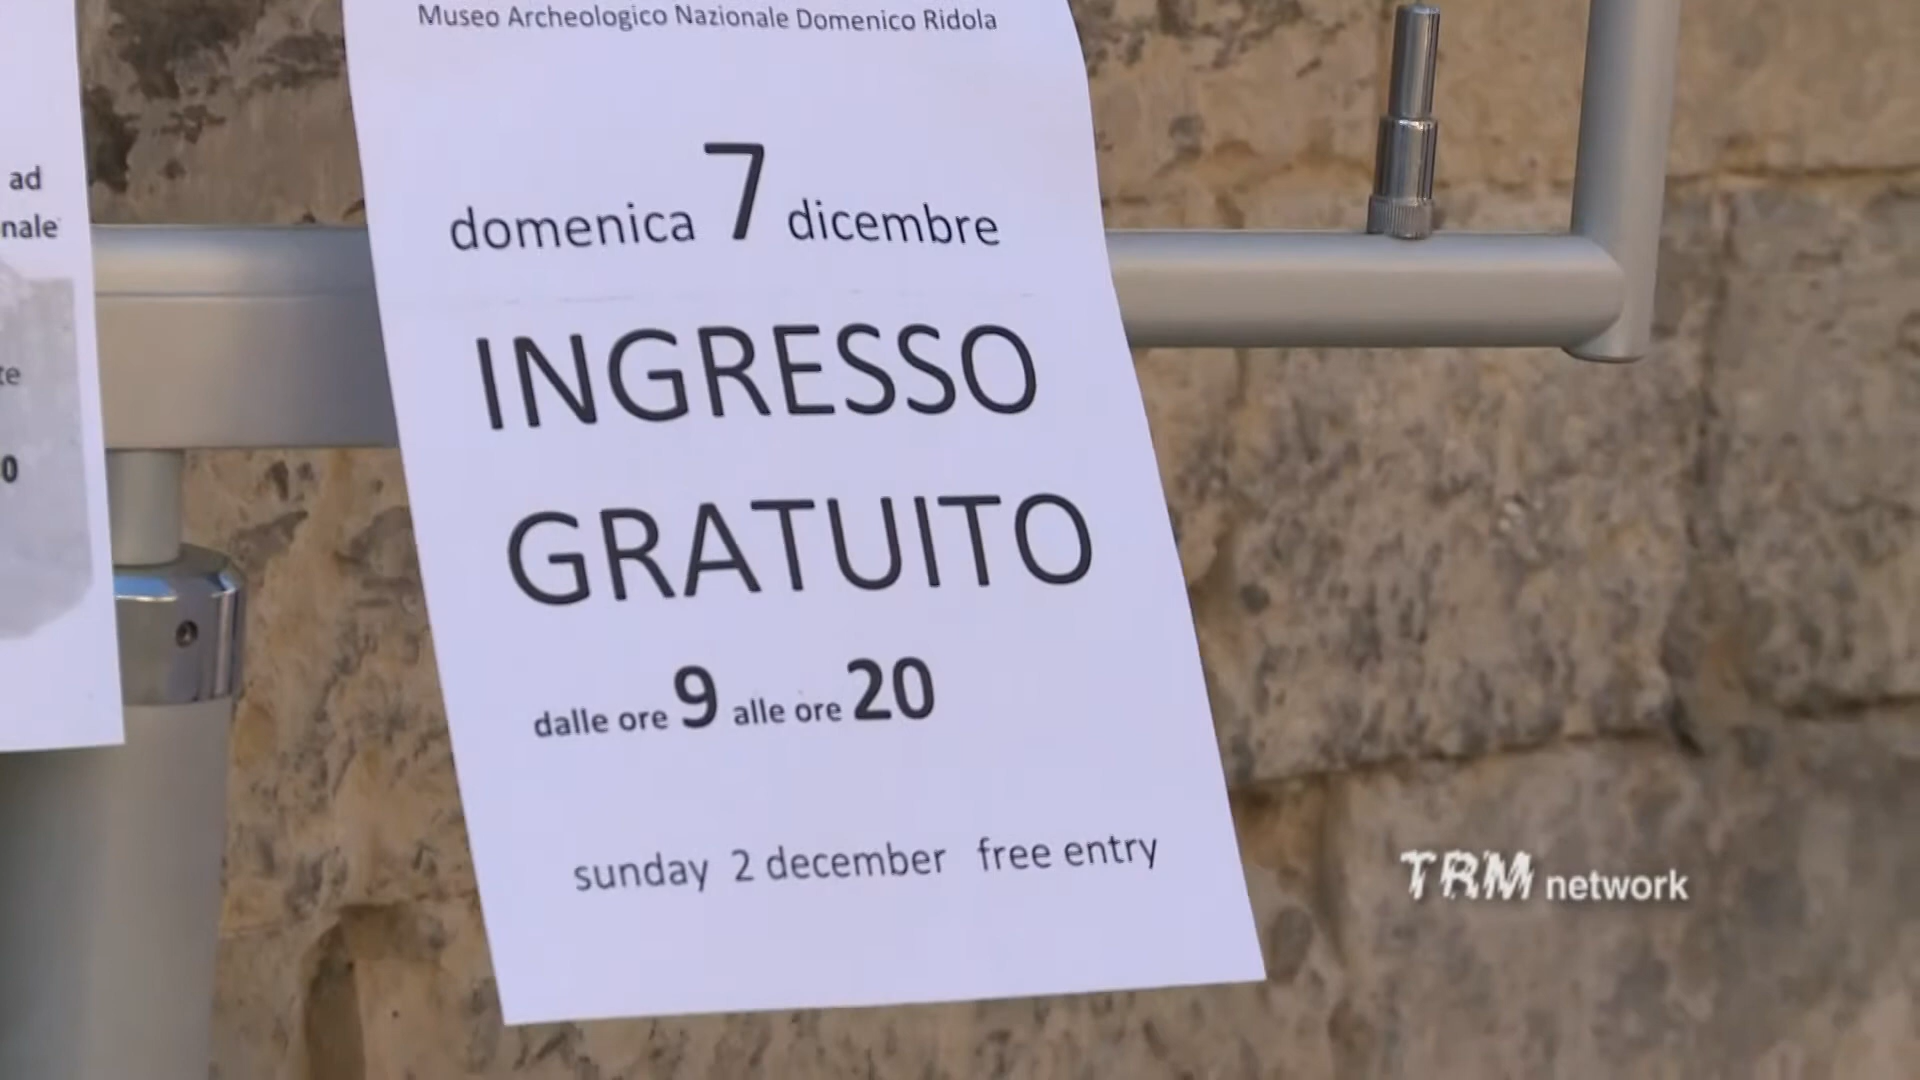 ad
nale
te
0
Museo Archeologico Nazionale Domenico Ridola
domenica 7 dicembre
INGRESSO
GRATUITO
dalle ore 9 alle ore 20
sunday 2 december free entry
TRM network